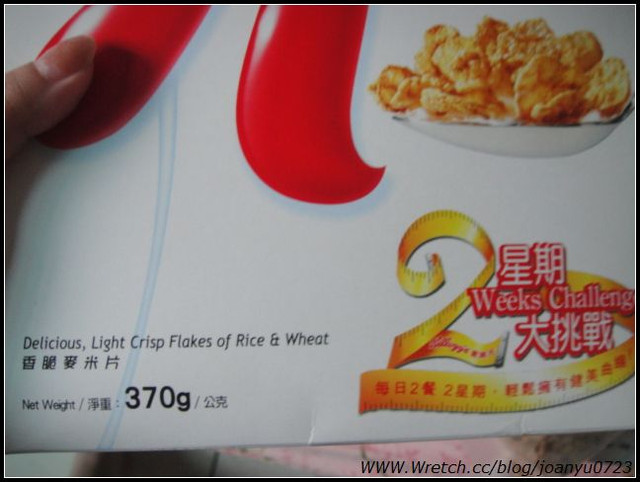 星期
Weeks Challeng
大挑戰
2
Kellogg's
每日2餐 2星期，輕鬆擁有健美曲線
Delicious, Light Crisp Flakes of Rice & Wheat
香脆麥米片
Net Weight / 淨重：370g / 公克
WWW.Wretch.cc/blog/joanyu0723